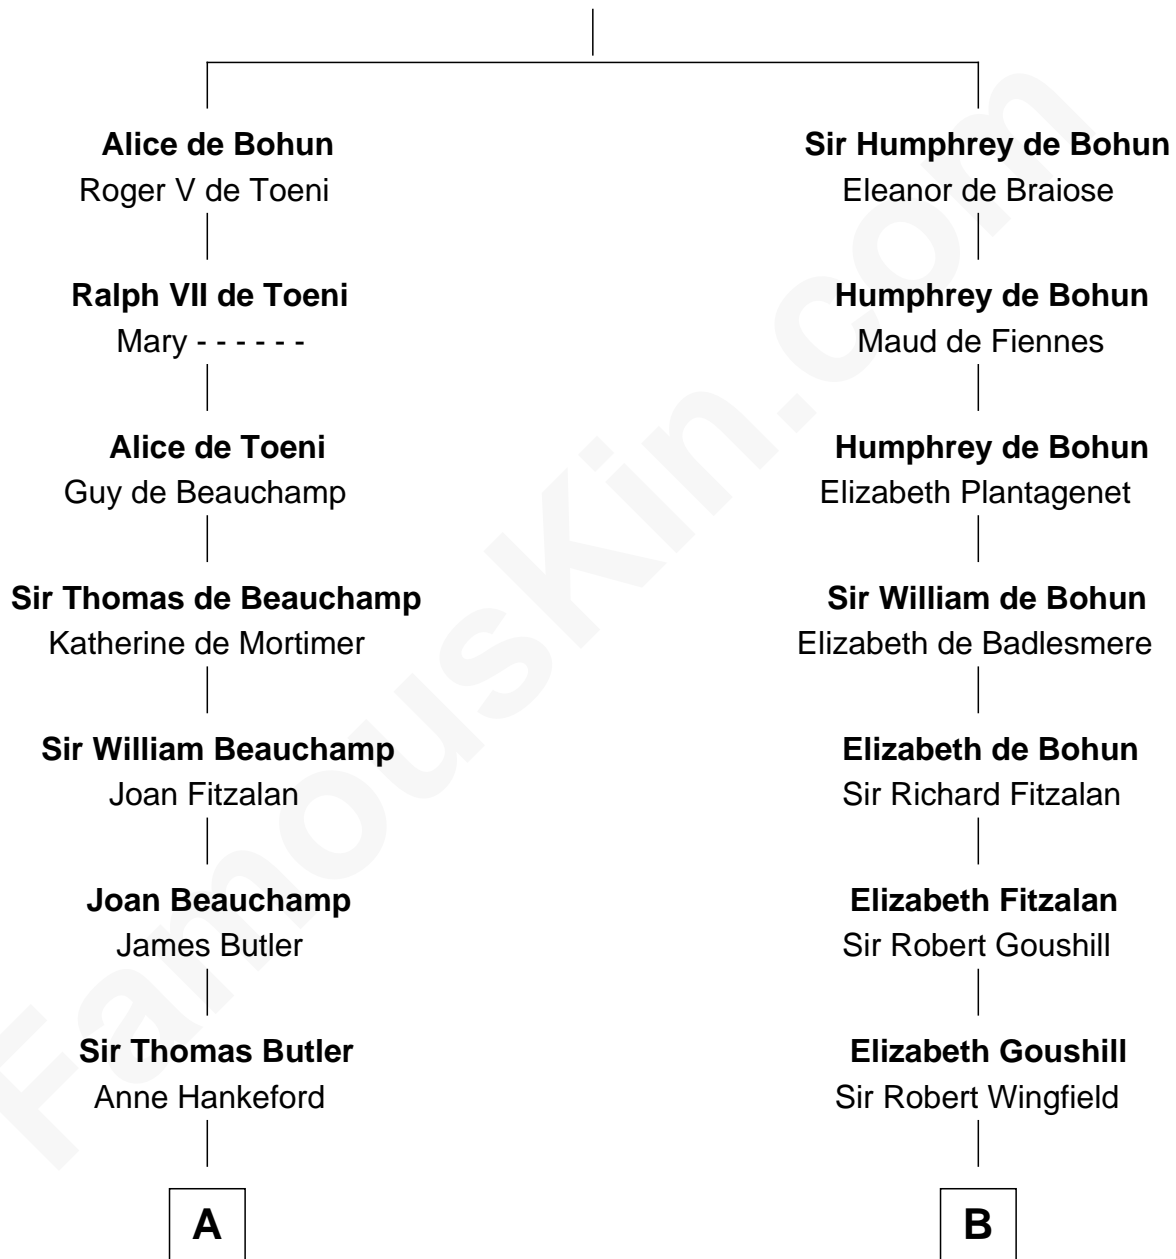 Alice de Bohun
Roger V de Toeni
Ralph VII de Toeni
Mary - - - - - -
Alice de Toeni
Guy de Beauchamp
Sir Thomas de Beauchamp
Katherine de Mortimer
Sir William Beauchamp
Joan Fitzalan
Joan Beauchamp
James Butler
Sir Thomas Butler
Anne Hankeford
A
Sir Humphrey de Bohun
Eleanor de Braiose
Humphrey de Bohun
Maud de Fiennes
Humphrey de Bohun
Elizabeth Plantagenet
Sir William de Bohun
Elizabeth de Badlesmere
Elizabeth de Bohun
Sir Richard Fitzalan
Elizabeth Fitzalan
Sir Robert Goushill
Elizabeth Goushill
Sir Robert Wingfield
B
FamousKin.com